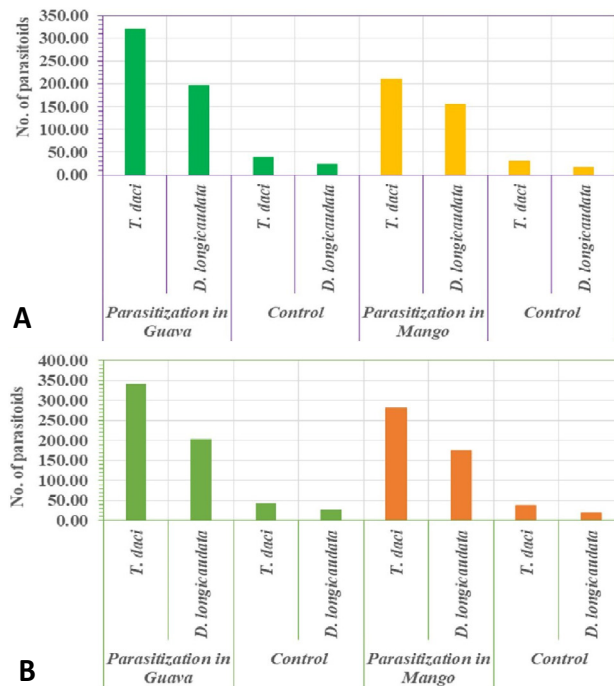 350.00
300.00
250.00
200.00
150.00
100.00
50.00
0.00
No. of parasitoids
T. daci
D. longicaudata
T. daci
D. longicaudata
T. daci
D. longicaudata
T. daci
D. longicaudata
Parasitization in
Guava
Control
Parasitization in
Mango
Control
A
400.00
350.00
300.00
250.00
200.00
150.00
100.00
50.00
0.00
No. of parasitoids
T. daci
D. longicaudata
T. daci
D. longicaudata
T. daci
D. longicaudata
T. daci
D. longicaudata
Parasitization in
Guava
Control
Parasitization in
Mango
Control
B